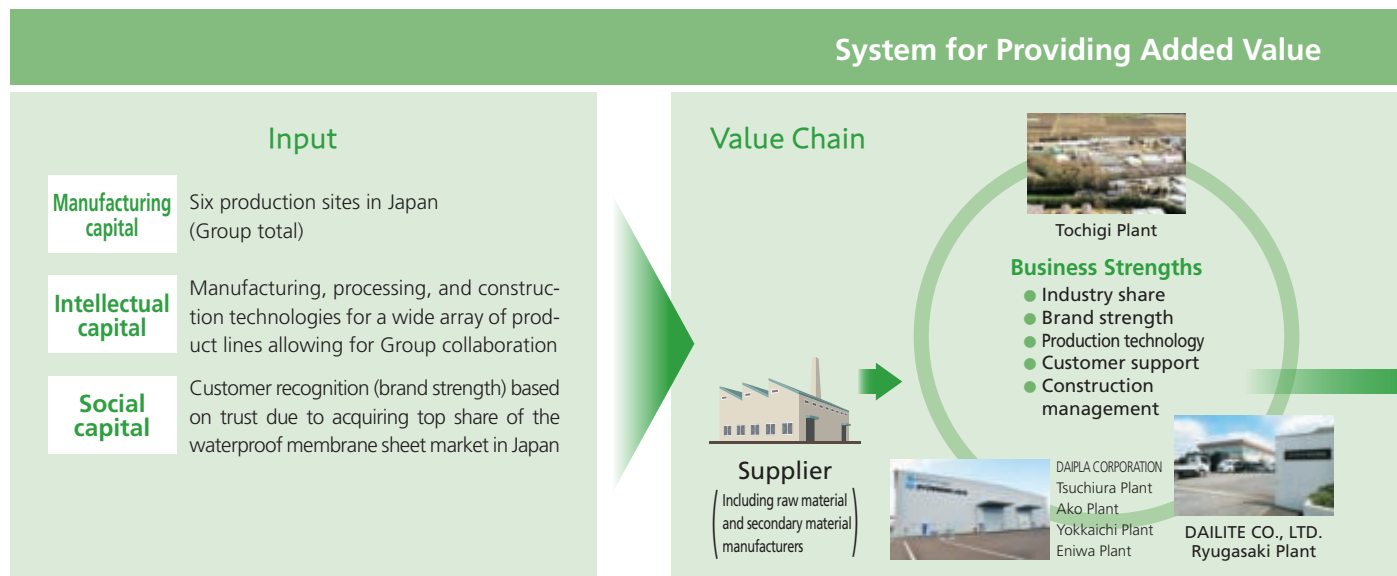 System for Providing Added Value
Input
Manufacturing
capital
Six production sites in Japan
(Group total)
Intellectual
capital
Manufacturing, processing, and construc-
tion technologies for a wide array of prod-
uct lines allowing for Group collaboration
Social
capital
Customer recognition (brand strength) based
on trust due to acquiring top share of the
waterproof membrane sheet market in Japan
Value Chain
Tochigi Plant
Business Strengths
Industry share
Brand strength
Production technology
Customer support
Construction
management
Supplier
(Including raw material
and secondary material
manufacturers)
DAIPLA CORPORATION
Tsuchiura Plant
Ako Plant
Yokkaichi Plant
Eniwa Plant
DAILITE CO., LTD.
Ryugasaki Plant